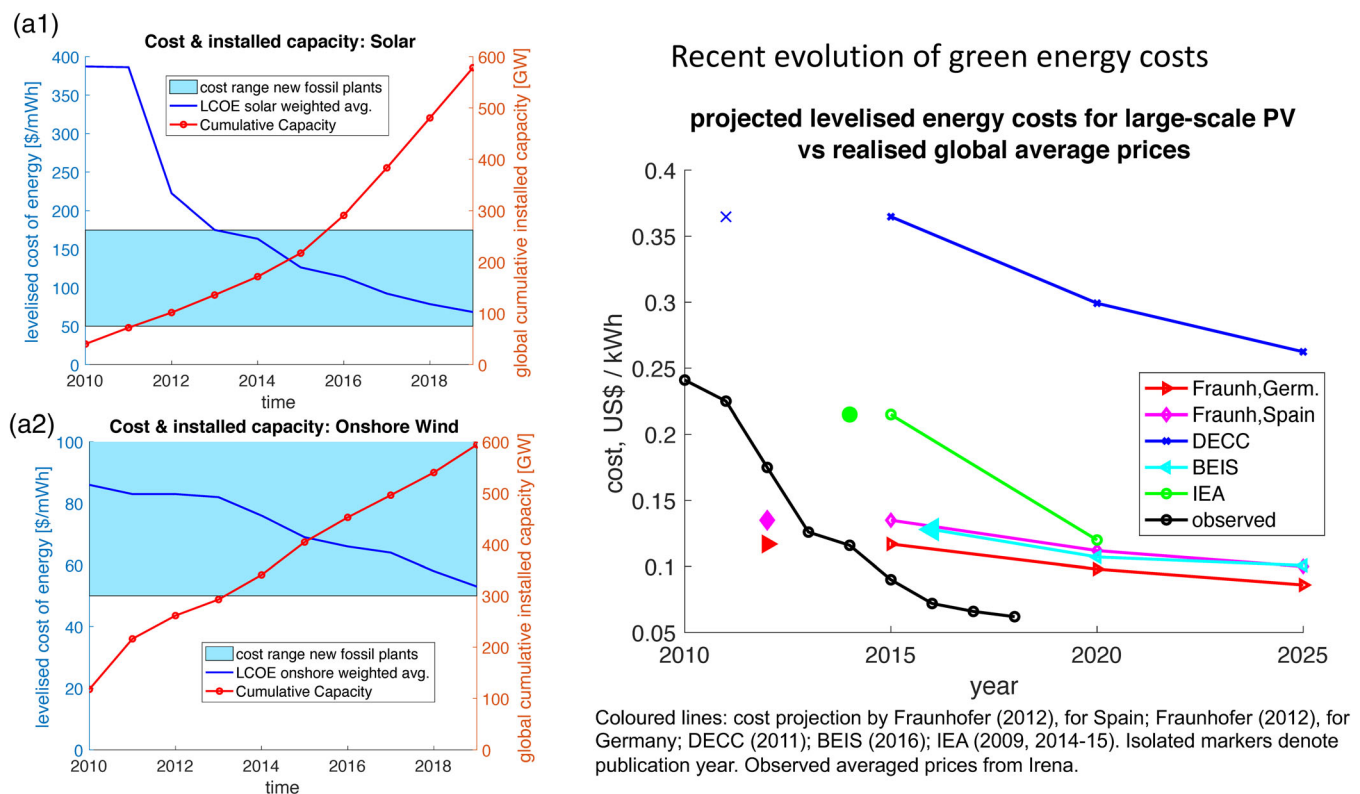 (a1)
Cost & installed capacity: Solar
400
350
300
250
200
150
100
50
0
levelised cost of energy [$/mWh]
cost range new fossil plants
LCOE solar weighted avg.
Cumulative Capacity
600
500
400
300
200
100
0
global cumulative installed capacity [GW]
2010
2012
2014
2016
2018
time
(a2)
Cost & installed capacity: Onshore Wind
100
80
60
40
20
0
levelised cost of energy [$/mWh]
cost range new fossil plants
LCOE onshore weighted avg.
Cumulative Capacity
600
500
400
300
200
100
0
global cumulative installed capacity [GW]
2010
2012
2014
2016
2018
time
Recent evolution of green energy costs
projected levelised energy costs for large-scale PV
vs realised global average prices
0.4
0.35
0.3
0.25
0.2
0.15
0.1
0.05
cost, US$ / kWh
Fraunh,Germ.
Fraunh,Spain
DECC
BEIS
IEA
observed
2010
2015
2020
2025
year
Coloured lines: cost projection by Fraunhofer (2012), for Spain; Fraunhofer (2012), for
Germany; DECC (2011); BEIS (2016); IEA (2009, 2014-15). Isolated markers denote
publication year. Observed averaged prices from Irena.